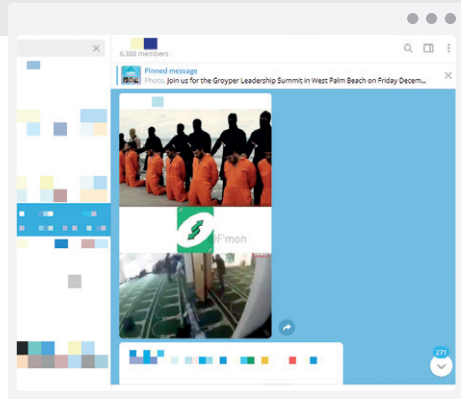 6.388 members
Pinned message
Photo, Join us for the Groyper Leadership Summit in West Palm Beach on Friday Decem...
@F'mon
271